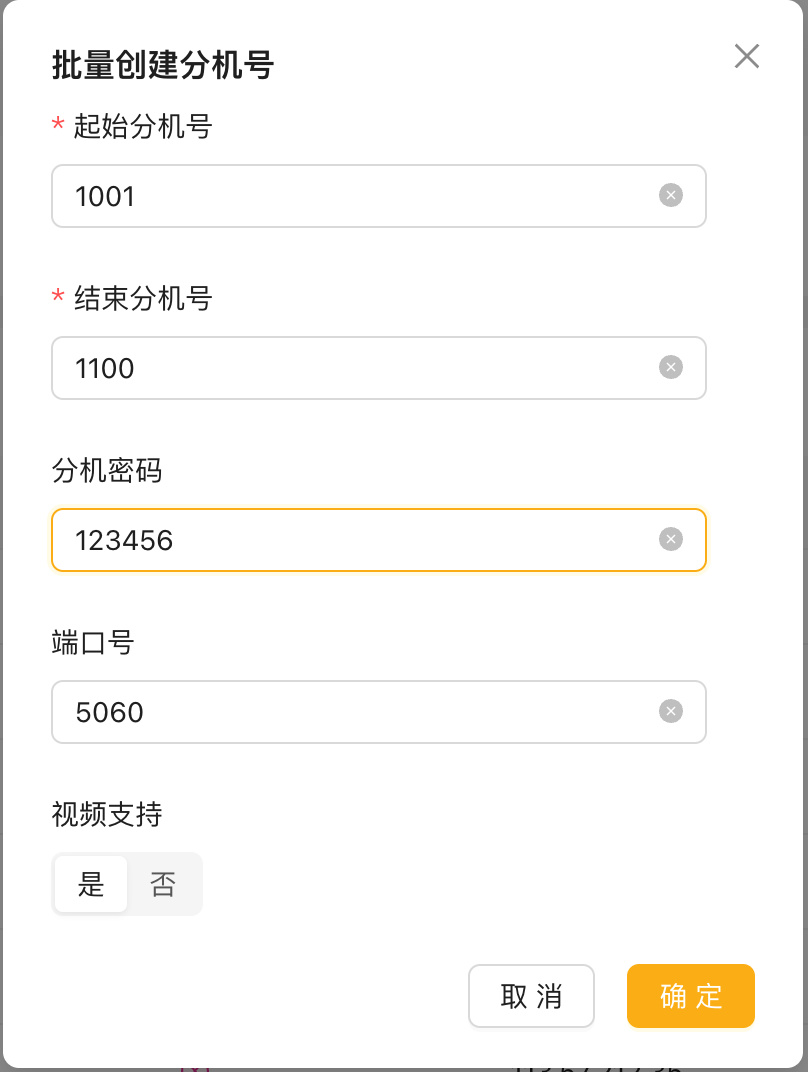 批量创建分机号
* 起始分机号
1001
* 结束分机号
1100
分机密码
123456
端口号
5060
视频支持
是 否
取 消 确 定